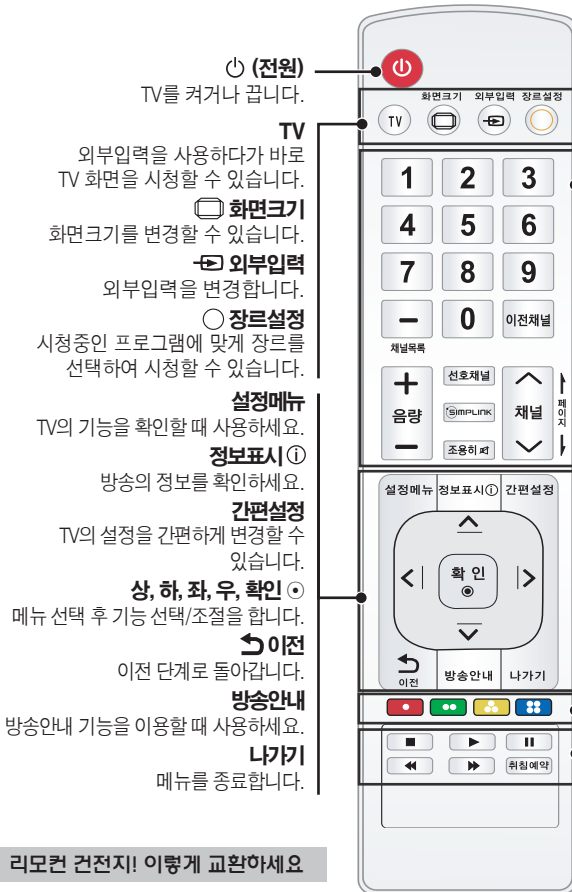 (전원)
TV를 켜거나 끕니다.
TV
외부입력을 사용하다가 바로
TV 화면을 시청할 수 있습니다.
화면크기
화면크기를 변경할 수 있습니다.
외부입력
외부입력을 변경합니다.
장르설정
시청중인 프로그램에 맞게 장르를
선택하여 시청할 수 있습니다.
설정메뉴
TV의 기능을 확인할 때 사용하세요.
정보표시 ⓘ
방송의 정보를 확인하세요.
간편설정
TV의 설정을 간편하게 변경할 수
있습니다.
상, 하, 좌, 우, 확인 ⊙
메뉴 선택 후 기능 선택/조절을 합니다.
이전
이전 단계로 돌아갑니다.
방송안내
방송안내 기능을 이용할 때 사용하세요.
나가기
메뉴를 종료합니다.
리모컨 건전지! 이렇게 교환하세요
화면크기 외부입력 장르설정
TV
1 2 3
4 5 6
7 8 9
– 0 이전채널
채널목록
+ 선호채널
음량 SIMPLINK 채널 페이지
– 조용히
설정메뉴 정보표시ⓘ 간편설정
확인
이전 방송안내 나가기
취침예약